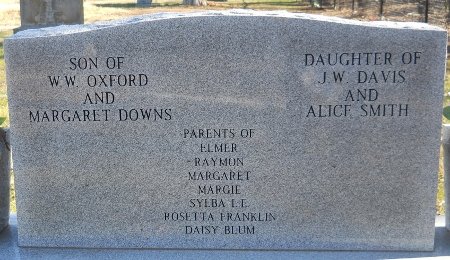 SON OF
W.W. OXFORD
AND
MARGARET DOWNS
DAUGHTER OF
J.W. DAVIS
AND
ALICE SMITH
PARENTS OF
ELMER
RAYMON
MARGARET
MARGIE
SYLBA LEE
ROSETTA FRANKLIN
DAISY BLUM